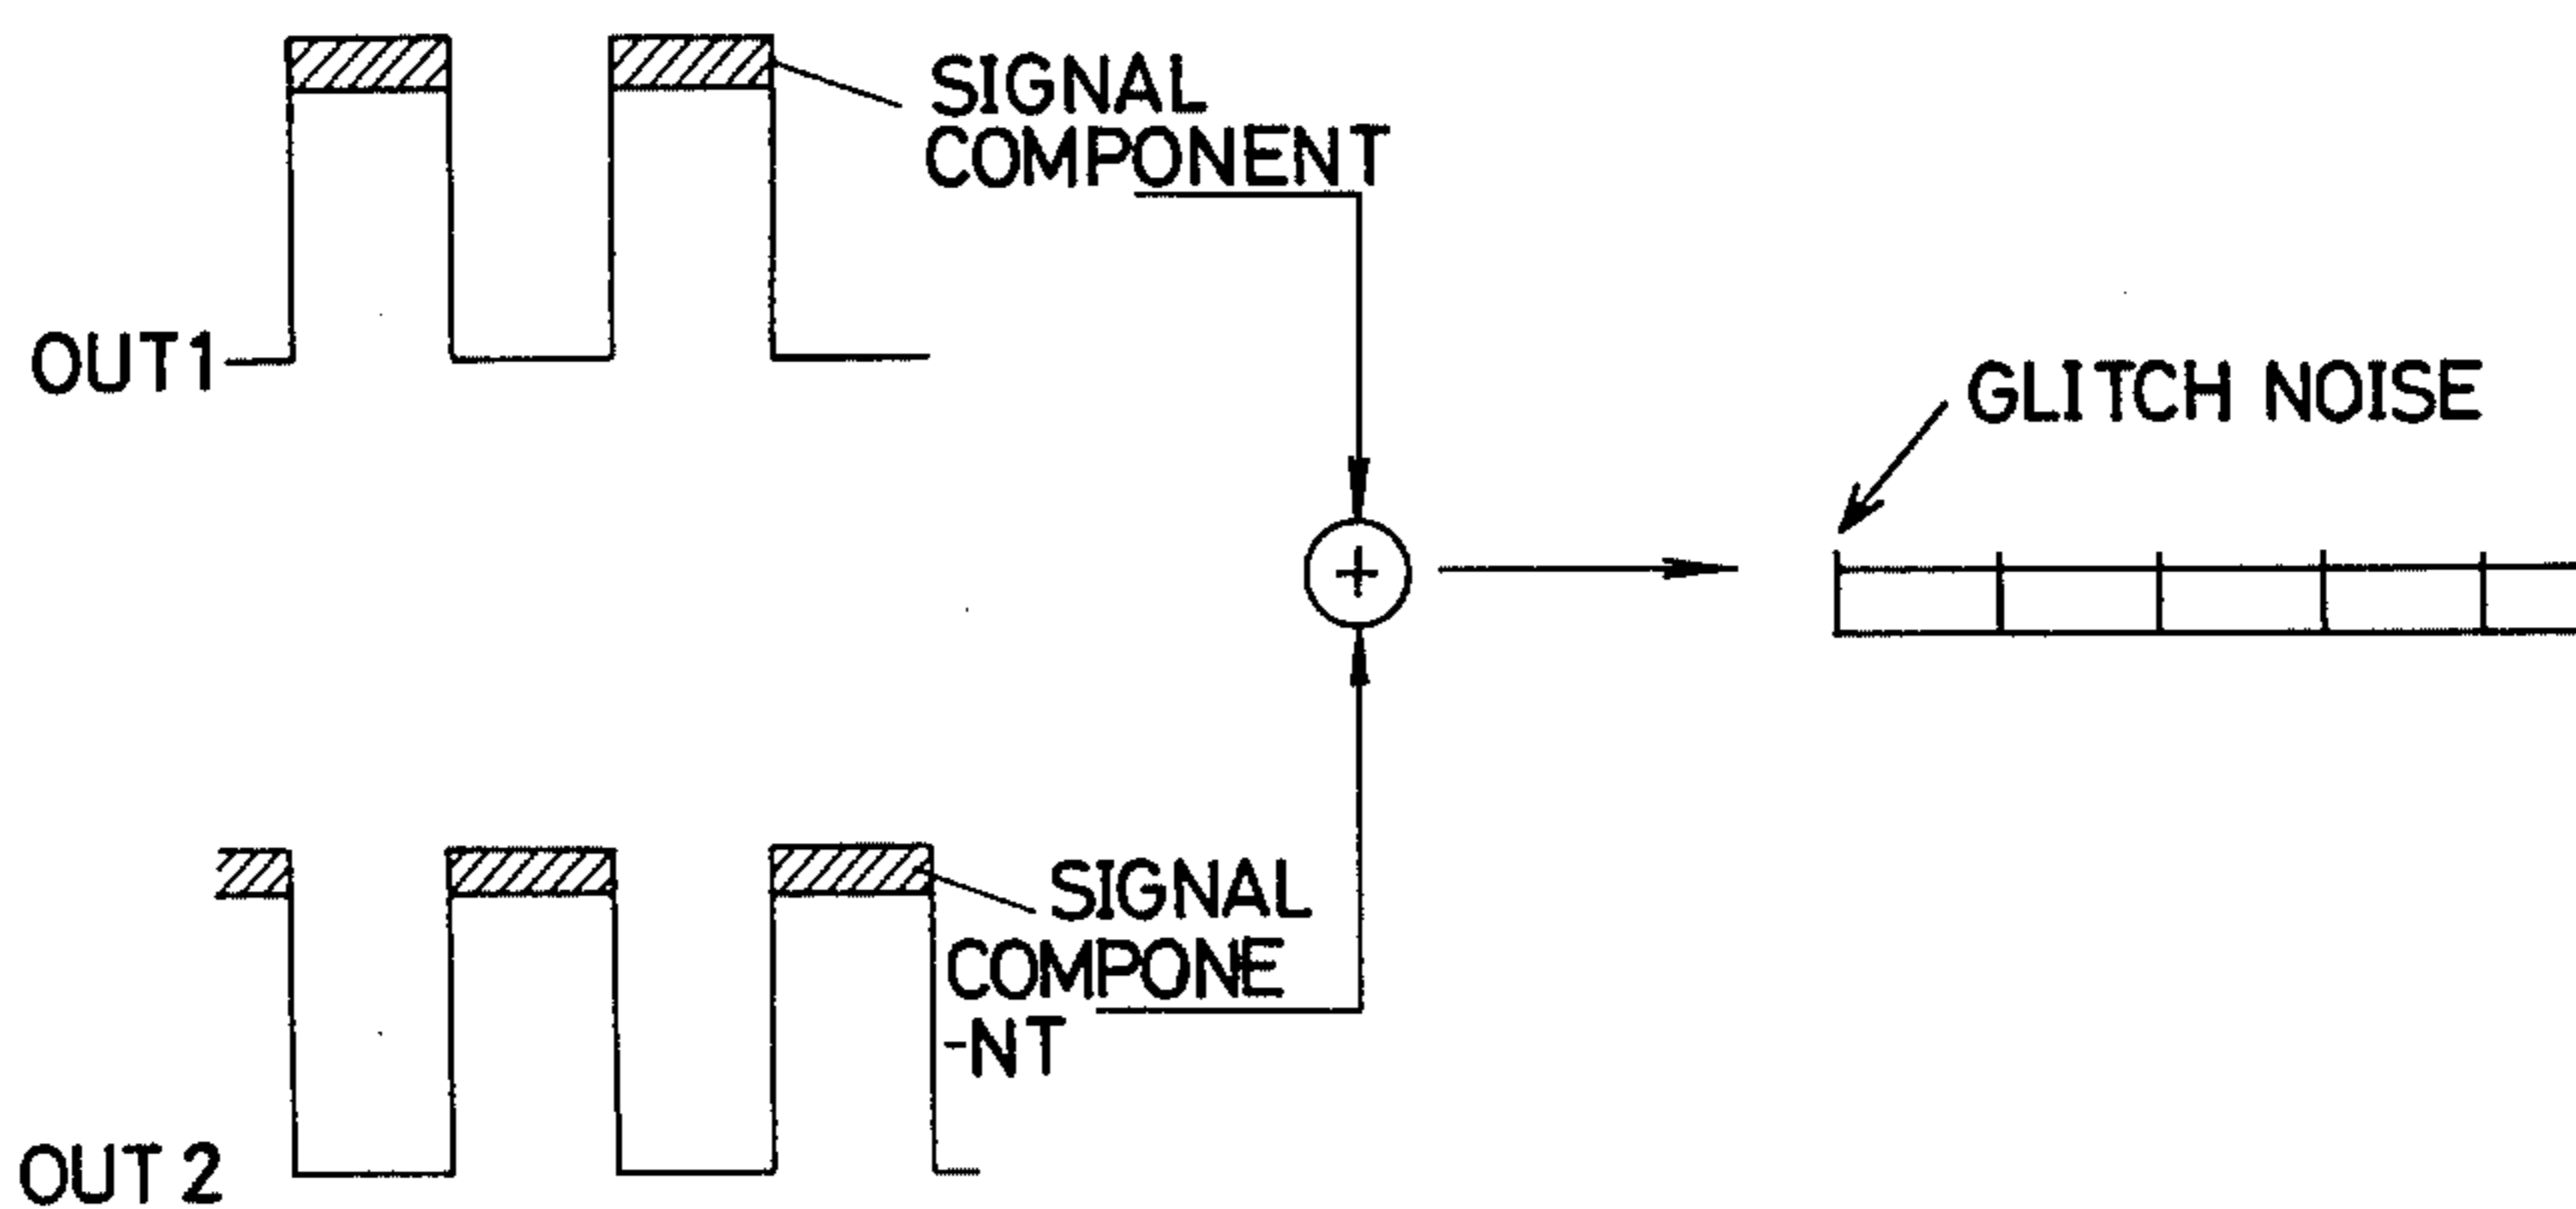 SIGNAL
COMPONENT
OUT1
GLITCH NOISE
+
SIGNAL
COMPONE
-NT
OUT 2